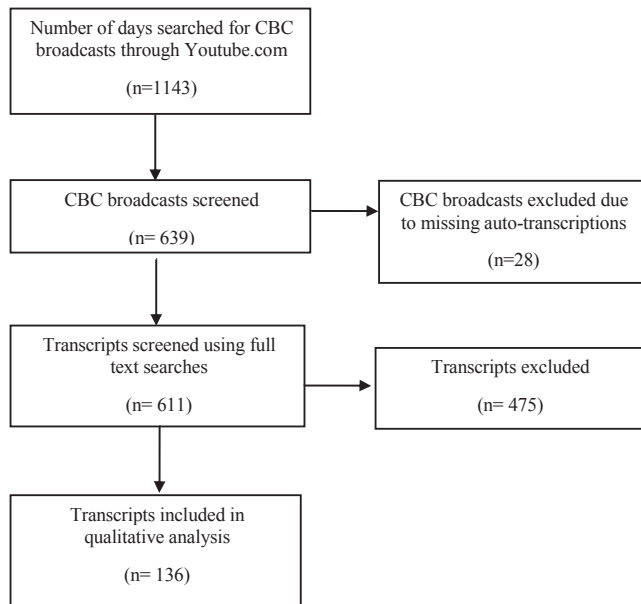 Number of days searched for CBC
broadcasts through Youtube.com
(n=1143)
CBC broadcasts screened
(n= 639)
CBC broadcasts excluded due
to missing auto-transcriptions
(n=28)
Transcripts screened using full
text searches
(n= 611)
Transcripts excluded
(n= 475)
Transcripts included in
qualitative analysis
(n= 136)